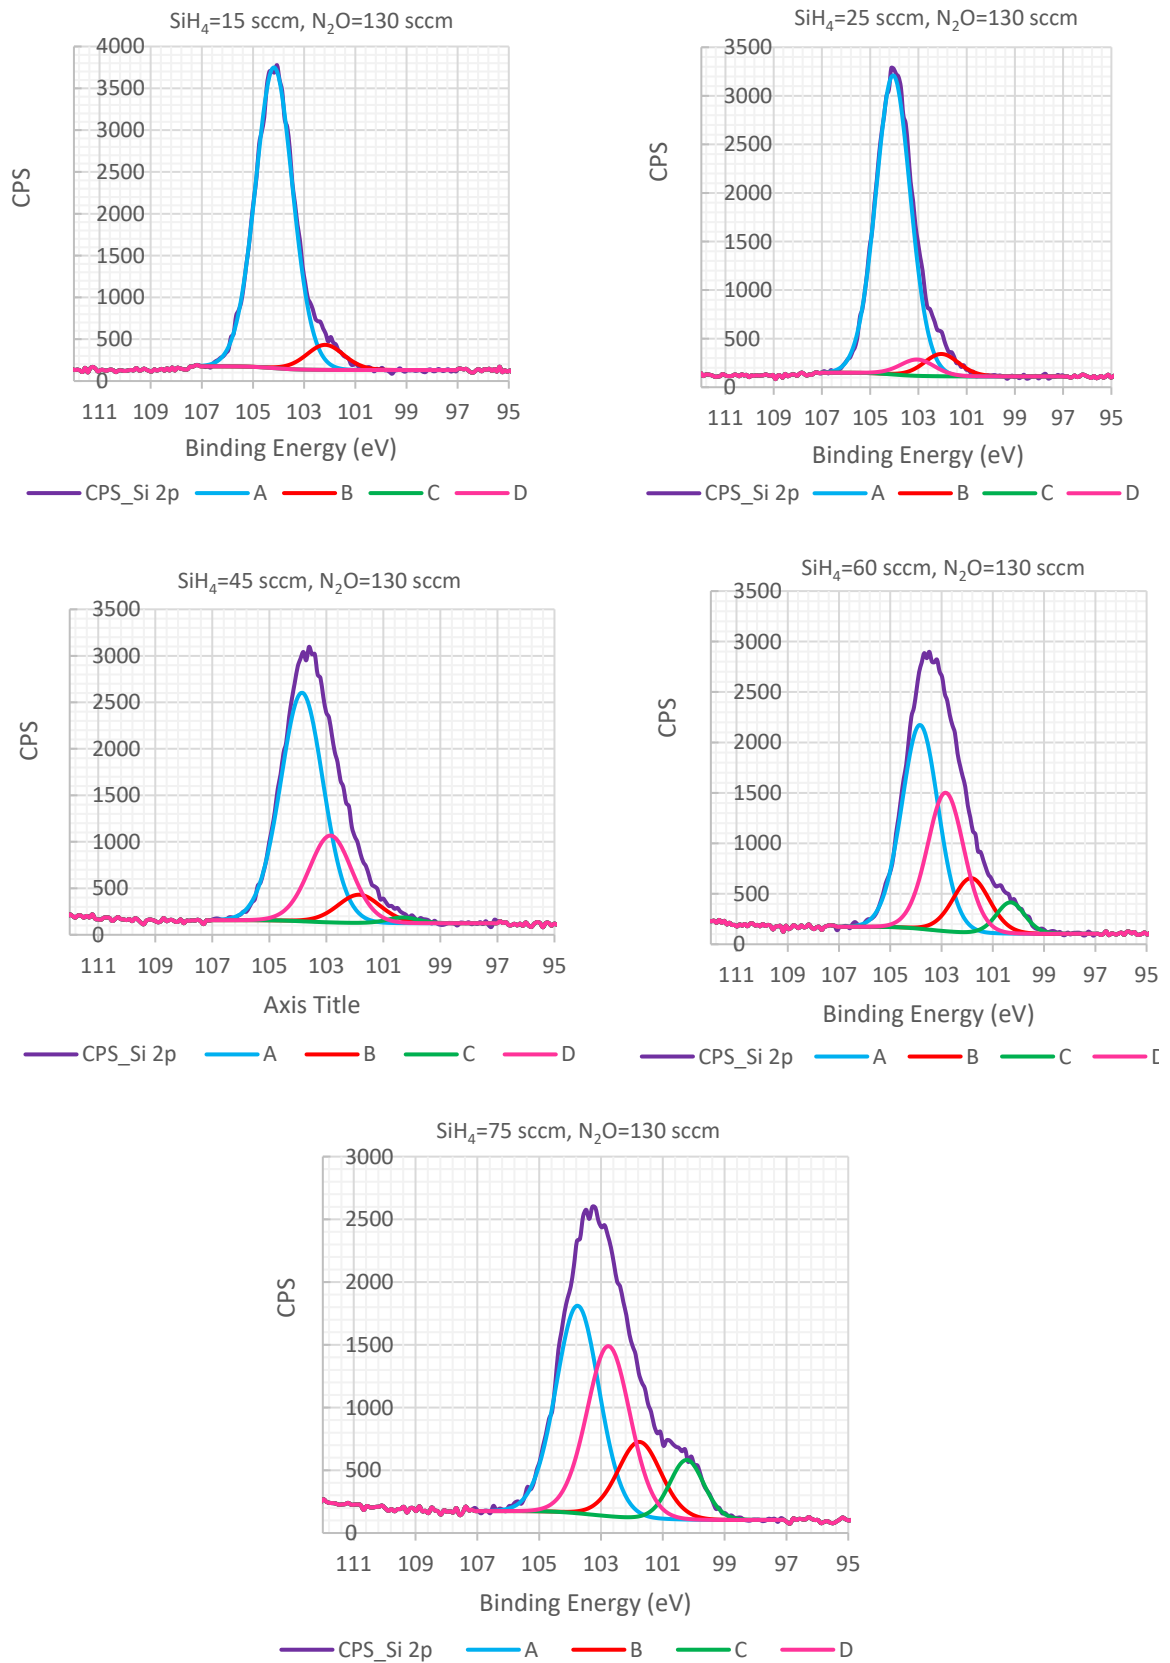 SiH₄=15 sccm, N₂O=130 sccm
4000
3500
3000
2500
2000
1500
1000
500
0
CPS
111 109 107 105 103 101 99 97 95
Binding Energy (eV)
CPS_Si 2p A B C D
SiH₄=25 sccm, N₂O=130 sccm
3500
3000
2500
2000
1500
1000
500
0
CPS
111 109 107 105 103 101 99 97 95
Binding Energy (eV)
CPS_Si 2p A B C D
SiH₄=45 sccm, N₂O=130 sccm
3500
3000
2500
2000
1500
1000
500
0
CPS
111 109 107 105 103 101 99 97 95
Axis Title
CPS_Si 2p A B C D
SiH₄=60 sccm, N₂O=130 sccm
3500
3000
2500
2000
1500
1000
500
0
CPS
111 109 107 105 103 101 99 97 95
Binding Energy (eV)
CPS_Si 2p A B C D
SiH₄=75 sccm, N₂O=130 sccm
3000
2500
2000
1500
1000
500
0
CPS
111 109 107 105 103 101 99 97 95
Binding Energy (eV)
CPS_Si 2p A B C D